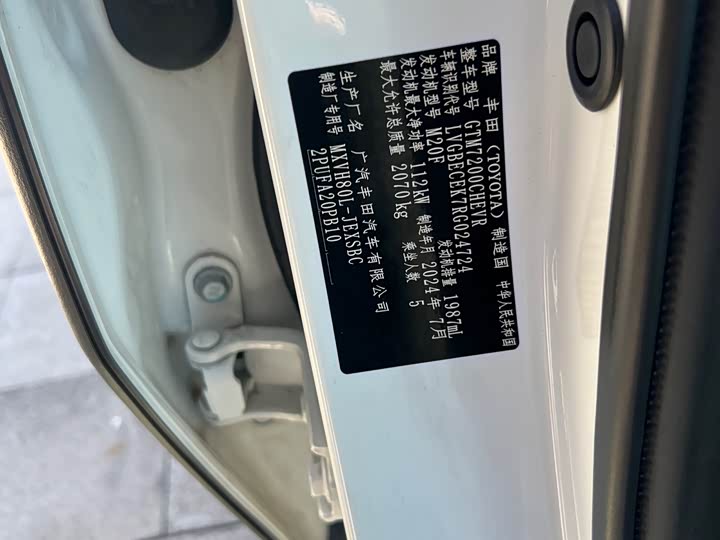 品牌 丰田(TOYOTA) 制造国 中华人民共和国
整车型号 GTM7200CHEVR
车辆识别代号 LVGBECEK7RG024724
发动机型号 M20F 发动机排量 1987mL
发动机最大净功率 112kW 制造年月 2024年 7月
最大允许总质量 2070kg 乘坐人数 5
生产厂名 广汽丰田汽车有限公司
制造厂专用号 MXVH80L-JEXSBC
2PUFA20PB10